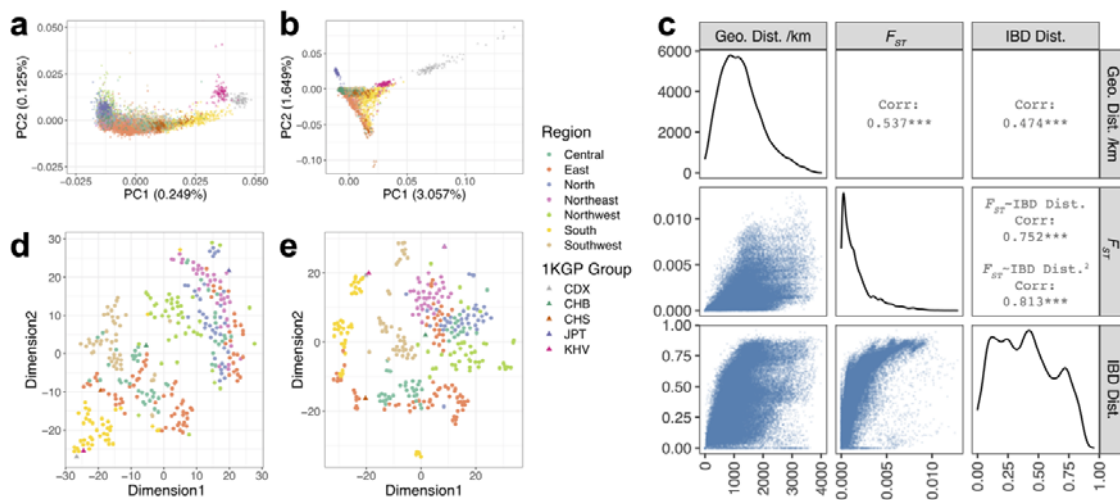 a
0.050
0.025
0.000
−0.025
PC2 (0.125%)
−0.025
0.000
0.025
0.050
PC1 (0.249%)
b
0.05
0.00
−0.05
−0.10
PC2 (1.649%)
0.00
0.05
0.10
0.15
PC1 (3.057%)
Region
Central
East
North
Northeast
Northwest
South
Southwest
1KGP Group
CDX
CHB
CHS
JPT
KHV
c
Geo. Dist. /km
FST
IBD Dist.
6000
4000
2000
0
Corr:
0.537***
Corr:
0.474***
Geo. Dist. /km
0.010
0.005
0.000
FST~IBD Dist.
Corr:
0.752***
FST~IBD Dist.²
Corr:
0.813***
FST
1.00
0.75
0.50
0.25
0.00
IBD Dist.
0
1000
2000
3000
4000
0.000
0.005
0.010
0.00
0.25
0.50
0.75
1.00
d
30
20
10
0
−10
−20
Dimension2
−30
−20
−10
0
10
20
30
Dimension1
e
20
0
−20
Dimension2
−20
0
20
Dimension1